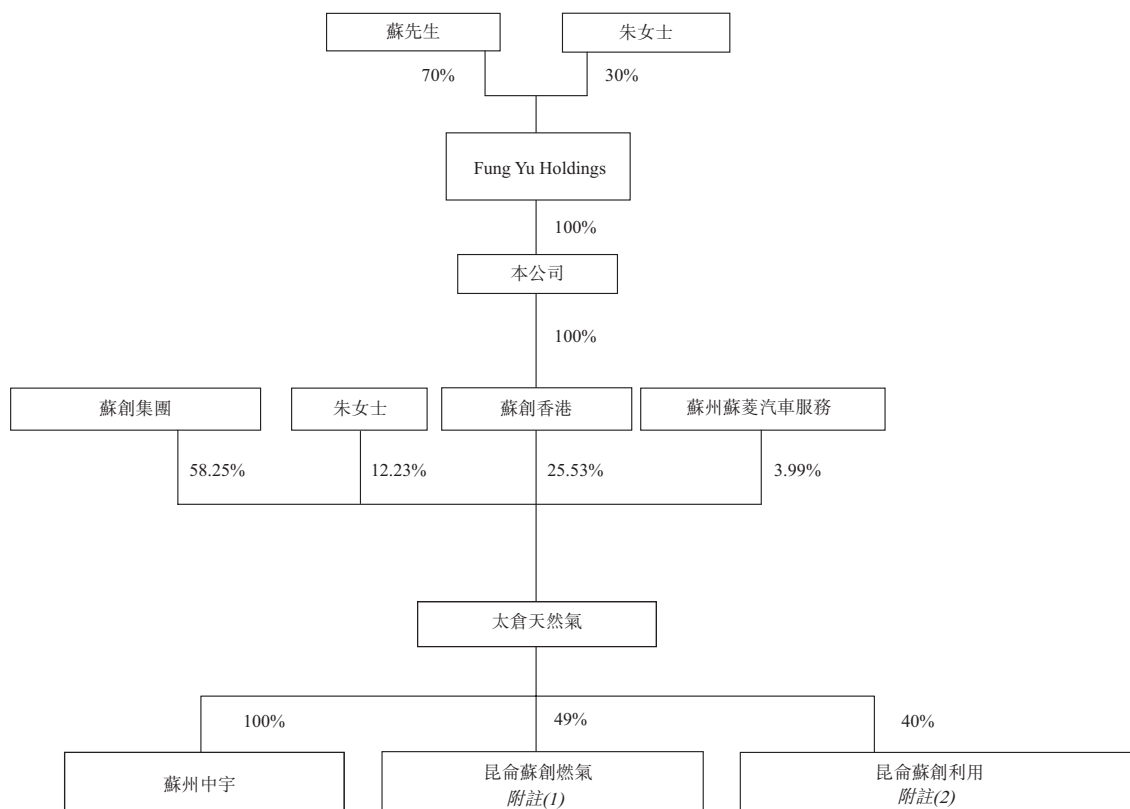 蘇先生
朱女士
70%
30%
Fung Yu Holdings
100%
本公司
100%
蘇創集團
朱女士
蘇創香港
蘇州蘇菱汽車服務
58.25%
12.23%
25.53%
3.99%
太倉天然氣
100%
49%
40%
蘇州中宇
昆侖蘇創燃氣
附註(1)
昆侖蘇創利用
附註(2)